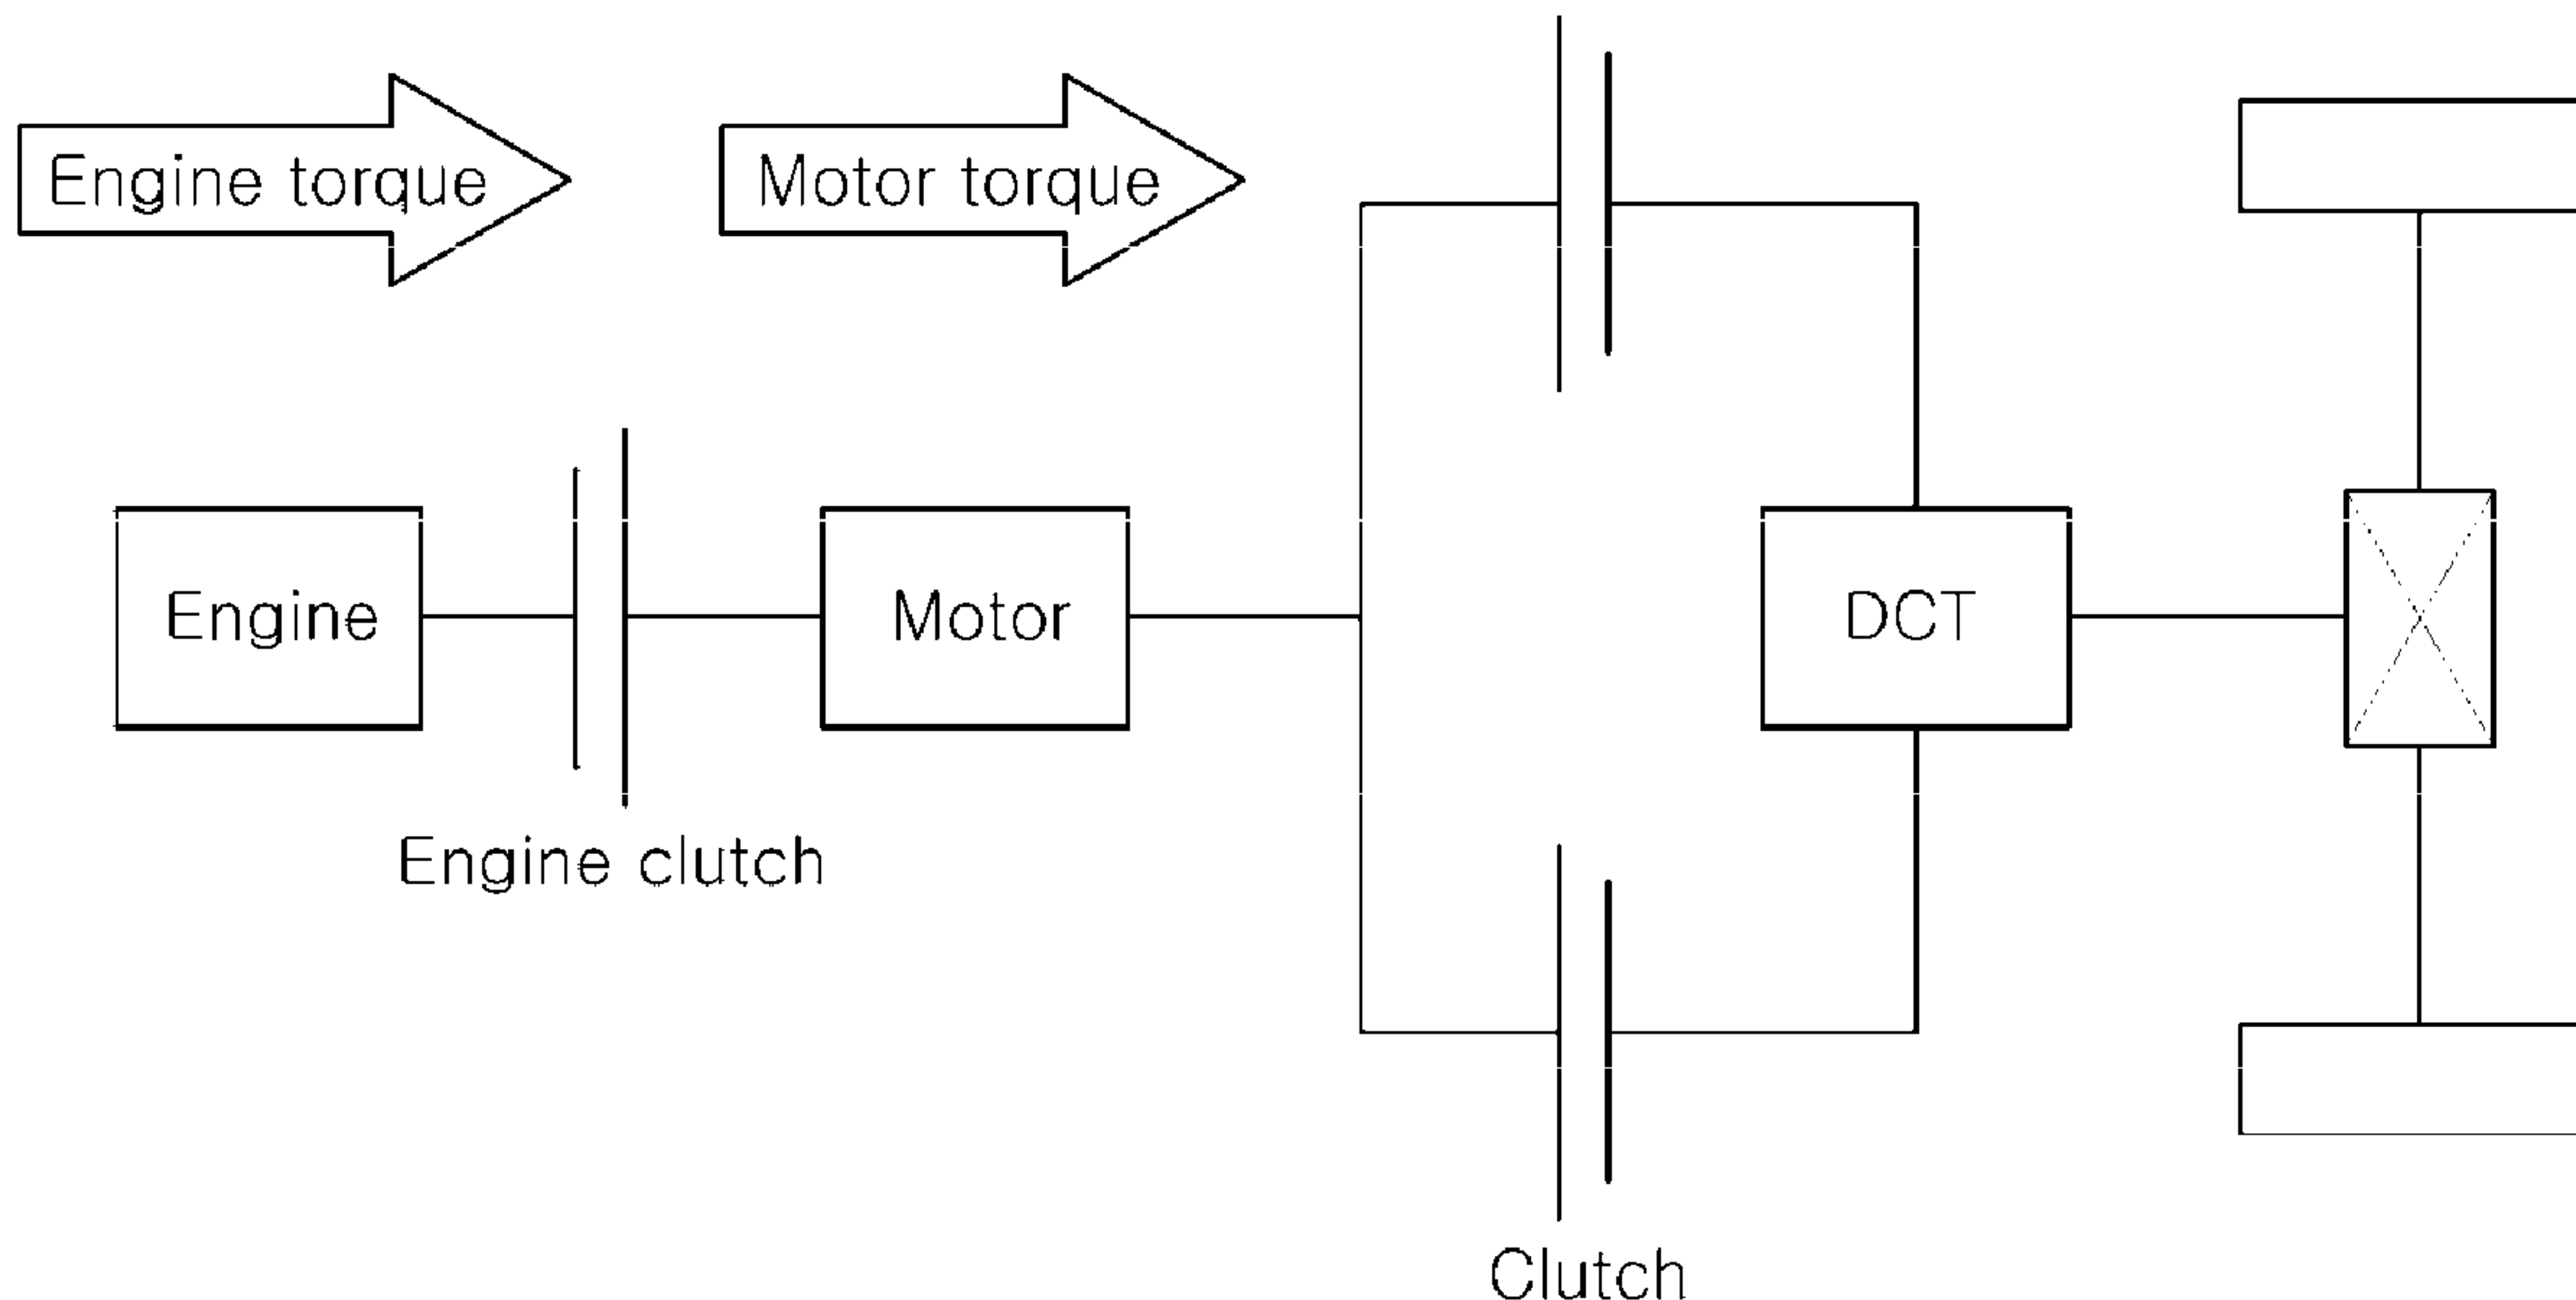 Engine torque
Motor torque
Engine
Motor
DCT
Engine clutch
Clutch